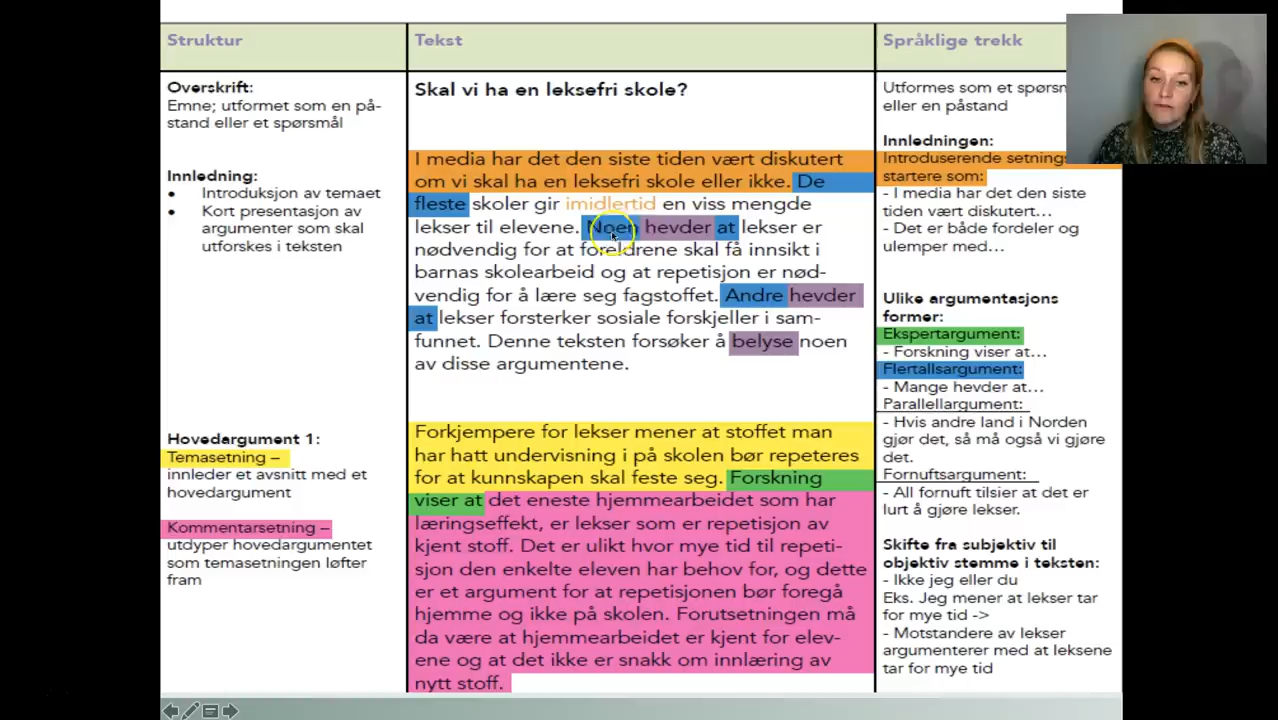 Struktur
Tekst
Språklige trekk
Overskrift:
Emne; utformet som en på-
stand eller et spørsmål
Innledning:
• Introduksjon av temaet
• Kort presentasjon av
argumenter som skal
utforskes i teksten
Hovedargument 1:
Temasetning –
innleder et avsnitt med et
hovedargument
Kommentarsetning –
utdyper hovedargumentet
som temasetningen løfter
fram
Skal vi ha en leksefri skole?
I media har det den siste tiden vært diskutert
om vi skal ha en leksefri skole eller ikke. De
fleste skoler gir imidlertid en viss mengde
lekser til elevene. Noen hevder at lekser er
nødvendig for at foreldrene skal få innsikt i
barnas skolearbeid og at repetisjon er nød-
vendig for å lære seg fagstoffet. Andre hevder
at lekser forsterker sosiale forskjeller i sam-
funnet. Denne teksten forsøker å belyse noen
av disse argumentene.
Forkjempere for lekser mener at stoffet man
har hatt undervisning i på skolen bør repeteres
for at kunnskapen skal feste seg. Forskning
viser at det eneste hjemmearbeidet som har
læringseffekt, er lekser som er repetisjon av
kjent stoff. Det er ulikt hvor mye tid til repeti-
sjon den enkelte eleven har behov for, og dette
er et argument for at repetisjonen bør foregå
hjemme og ikke på skolen. Forutsetningen må
da være at hjemmearbeidet er kjent for elev-
ene og at det ikke er snakk om innlæring av
nytt stoff.
Utformes som et
eller en påstand
Innledningen:
Introduserende
startere som:
- I media har det den siste
tiden vært diskutert…
- Det er både fordeler og
ulemper med…
Ulike argumentasjons
former:
Ekspertargument:
- Forskning viser at…
Flertallsargument:
- Mange hevder at…
Parallellargument:
- Hvis andre land i Norden
gjør det, så må også vi gjøre
det.
Fornuftsargument:
- All fornuft tilsier at det er
lurt å gjøre lekser.
Skifte fra subjektiv til
objektiv stemme i teksten:
- Ikke jeg eller du
Eks. Jeg mener at lekser tar
for mye tid ->
- Motstandere av lekser
argumenterer med at leksene
tar for mye tid